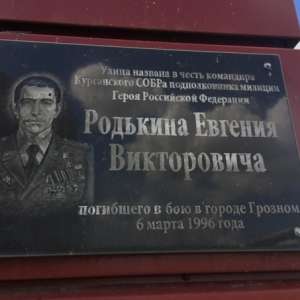 Улица названа в честь командира
Курганского СОБРа подполковника милиции
Героя Российской Федерации
Родькина Евгения
Викторовича
погибшего в бою в городе Грозном
6 марта 1996 года